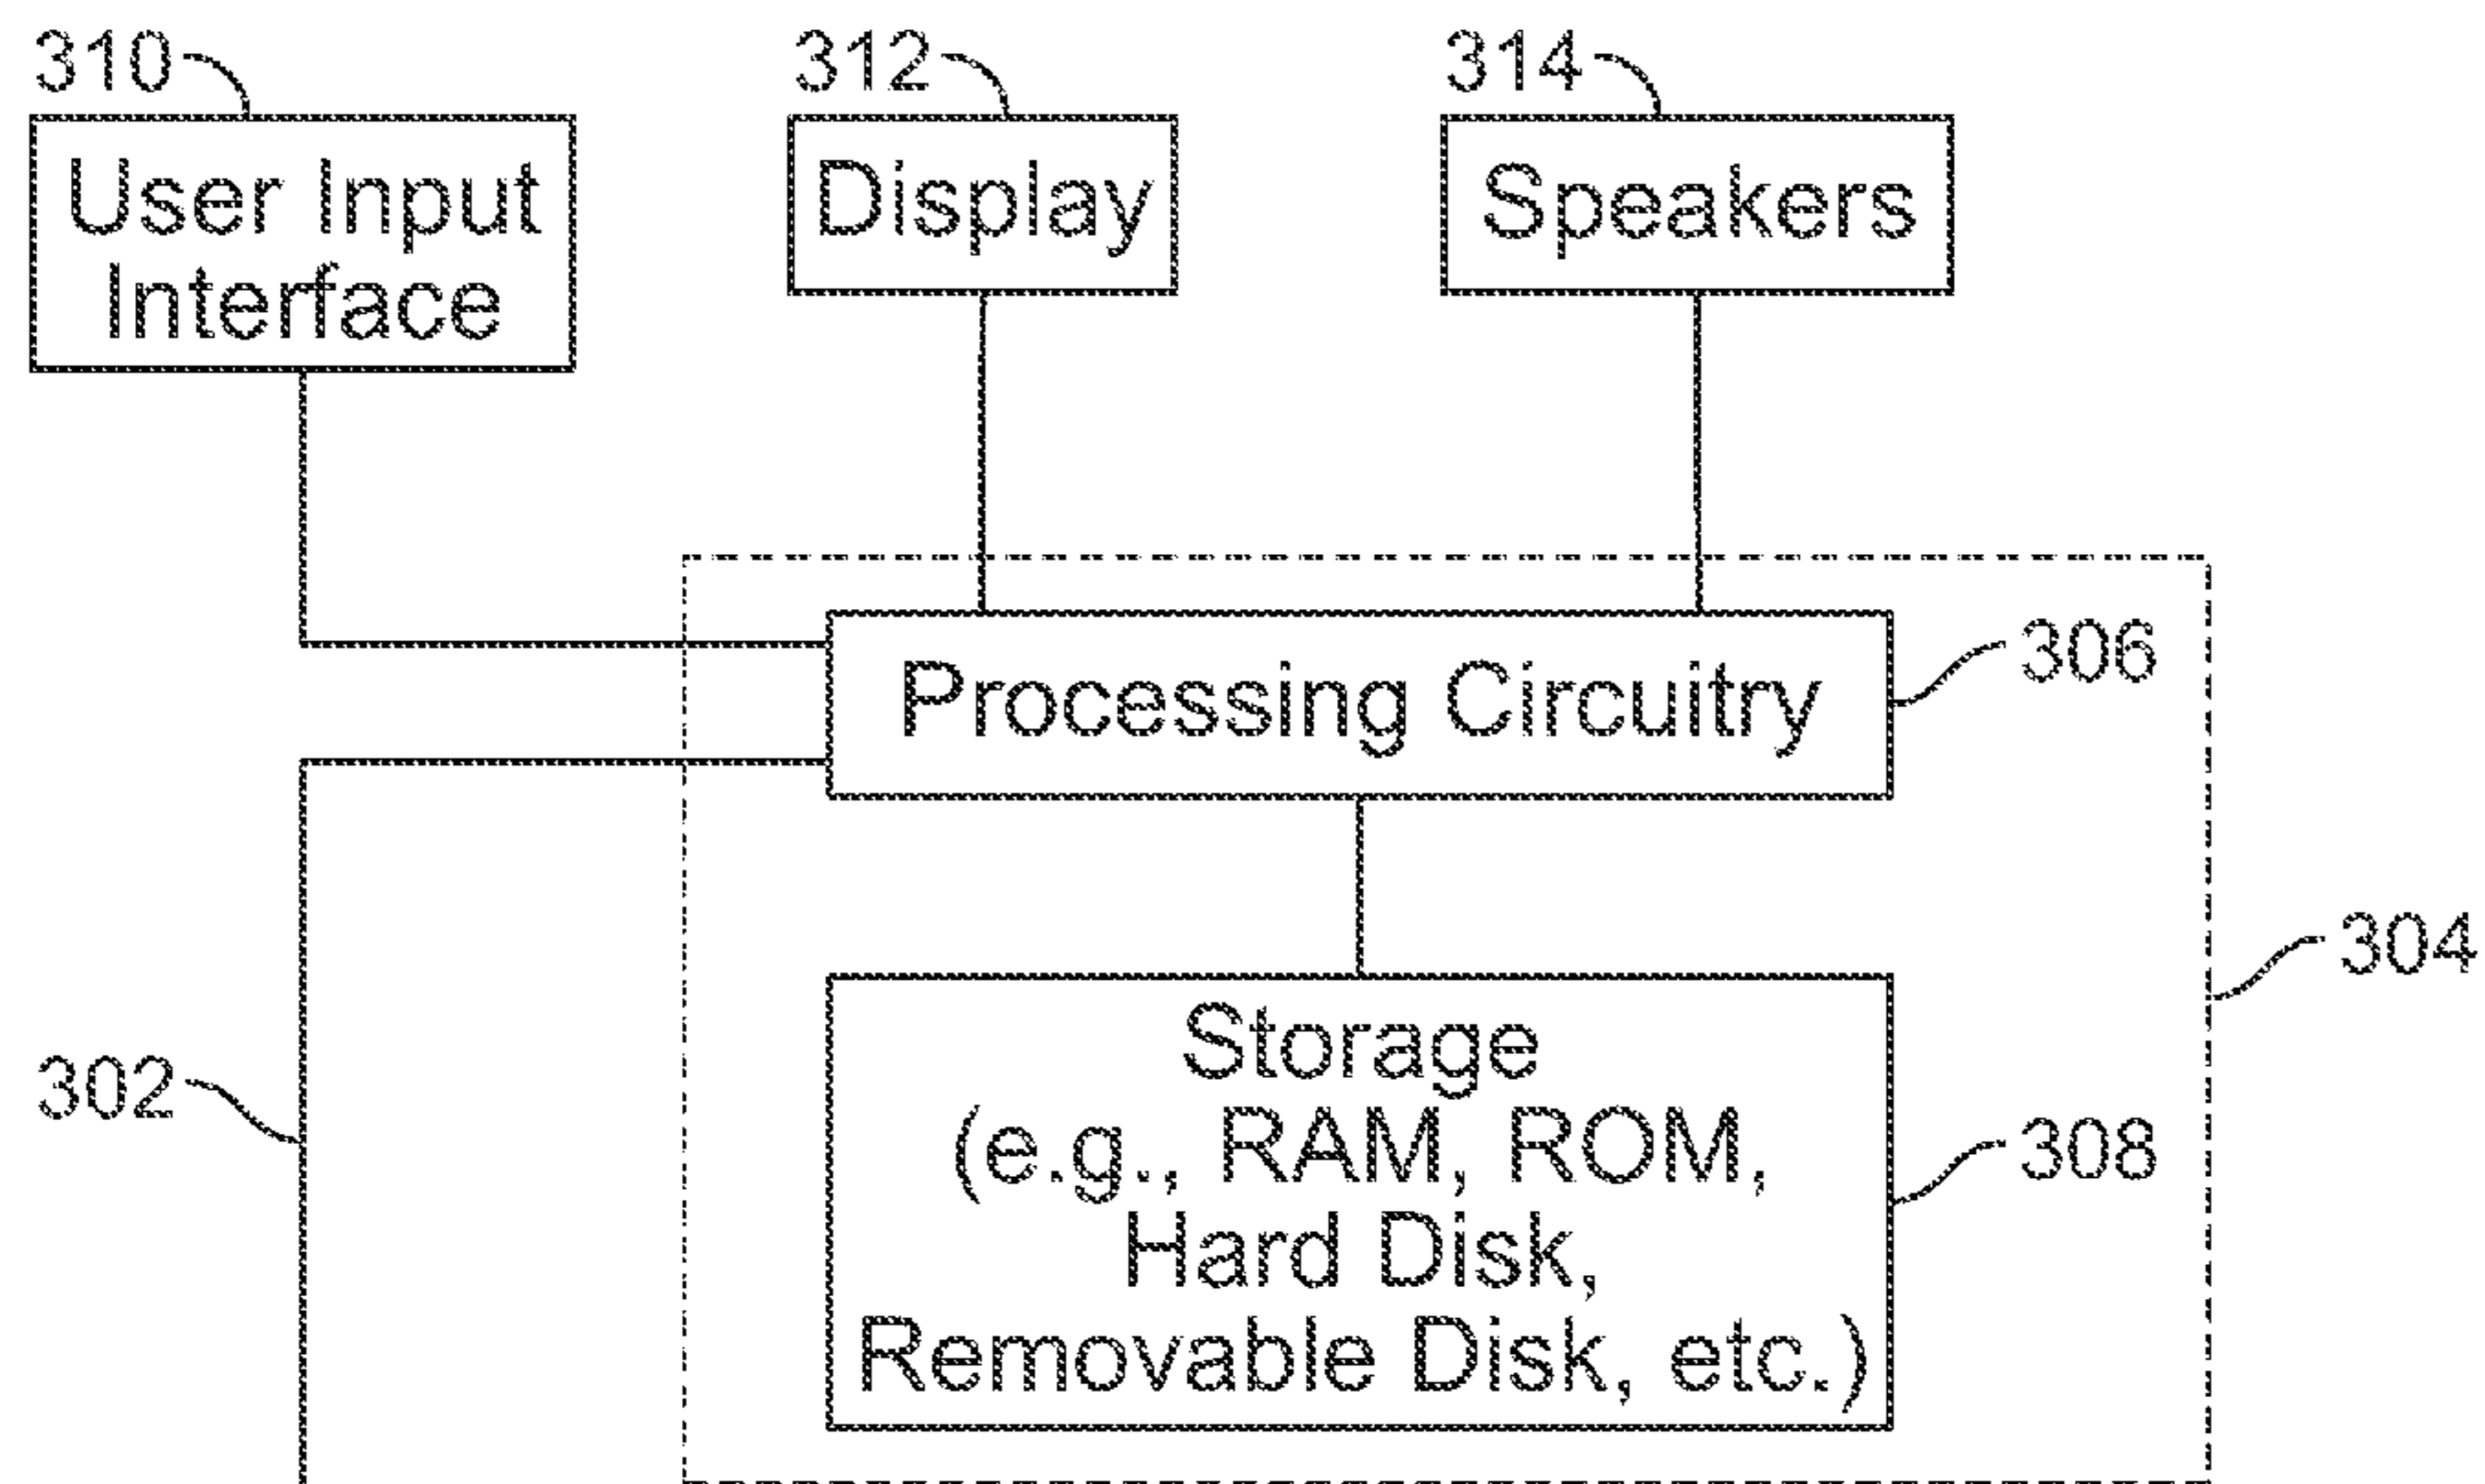 310
312
314
User Input
Interface
Display
Speakers
Processing Circuitry
306
304
302
Storage
(e.g., RAM, ROM,
Hard Disk,
Removable Disk, etc.)
308